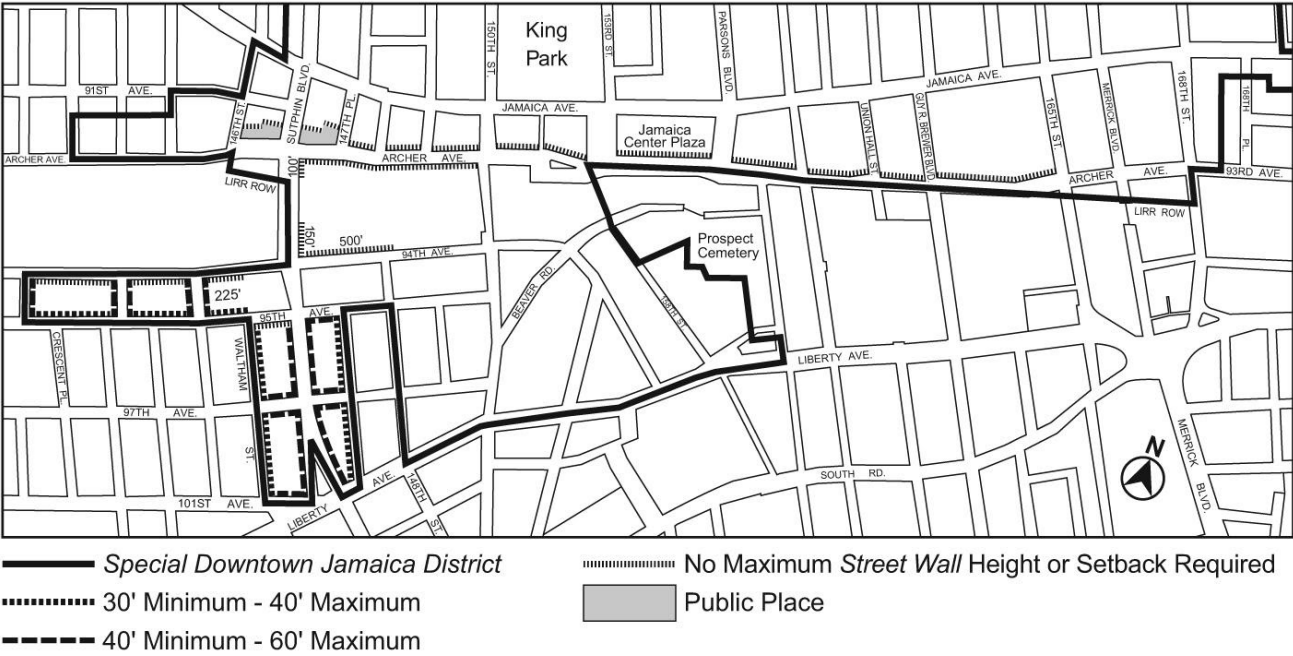 King
Park
150TH ST.
153RD ST.
PARSONS BLVD.
SUTPHIN BLVD.
91ST AVE.
146TH ST.
147TH PL.
JAMAICA AVE.
JAMAICA AVE.
Jamaica
Center Plaza
UNION HALL ST.
GUY R. BREWER BLVD.
165TH ST.
MERRICK BLVD.
168TH ST.
168TH PL.
ARCHER AVE.
100'
ARCHER AVE.
ARCHER AVE.
93RD AVE.
LIRR ROW
LIRR ROW
150'
500'
94TH AVE.
Prospect
Cemetery
BEAVER RD.
158TH ST.
225'
95TH AVE.
CRESCENT PL.
WALTHAM ST.
LIBERTY AVE.
97TH AVE.
MERRICK BLVD.
N
148TH ST.
SOUTH RD.
101ST AVE.
LIBERTY AVE.
Special Downtown Jamaica District
No Maximum Street Wall Height or Setback Required
30' Minimum - 40' Maximum
Public Place
40' Minimum - 60' Maximum